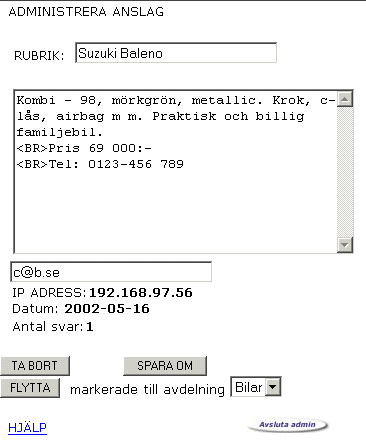 ADMINISTRERA ANSLAG
RUBRIK: Suzuki Baleno
Kombi - 98, mörkgrön, metallic. Krok, c-
lås, airbag m m. Praktisk och billig
familjebil.
<BR>Pris 69 000:-
<BR>Tel: 0123-456 789
c@b.se
IP ADRESS: 192.168.97.56
Datum: 2002-05-16
Antal svar: 1
TA BORT SPARA OM
FLYTTA markerade till avdelning Bilar
HJÄLP Avsluta admin